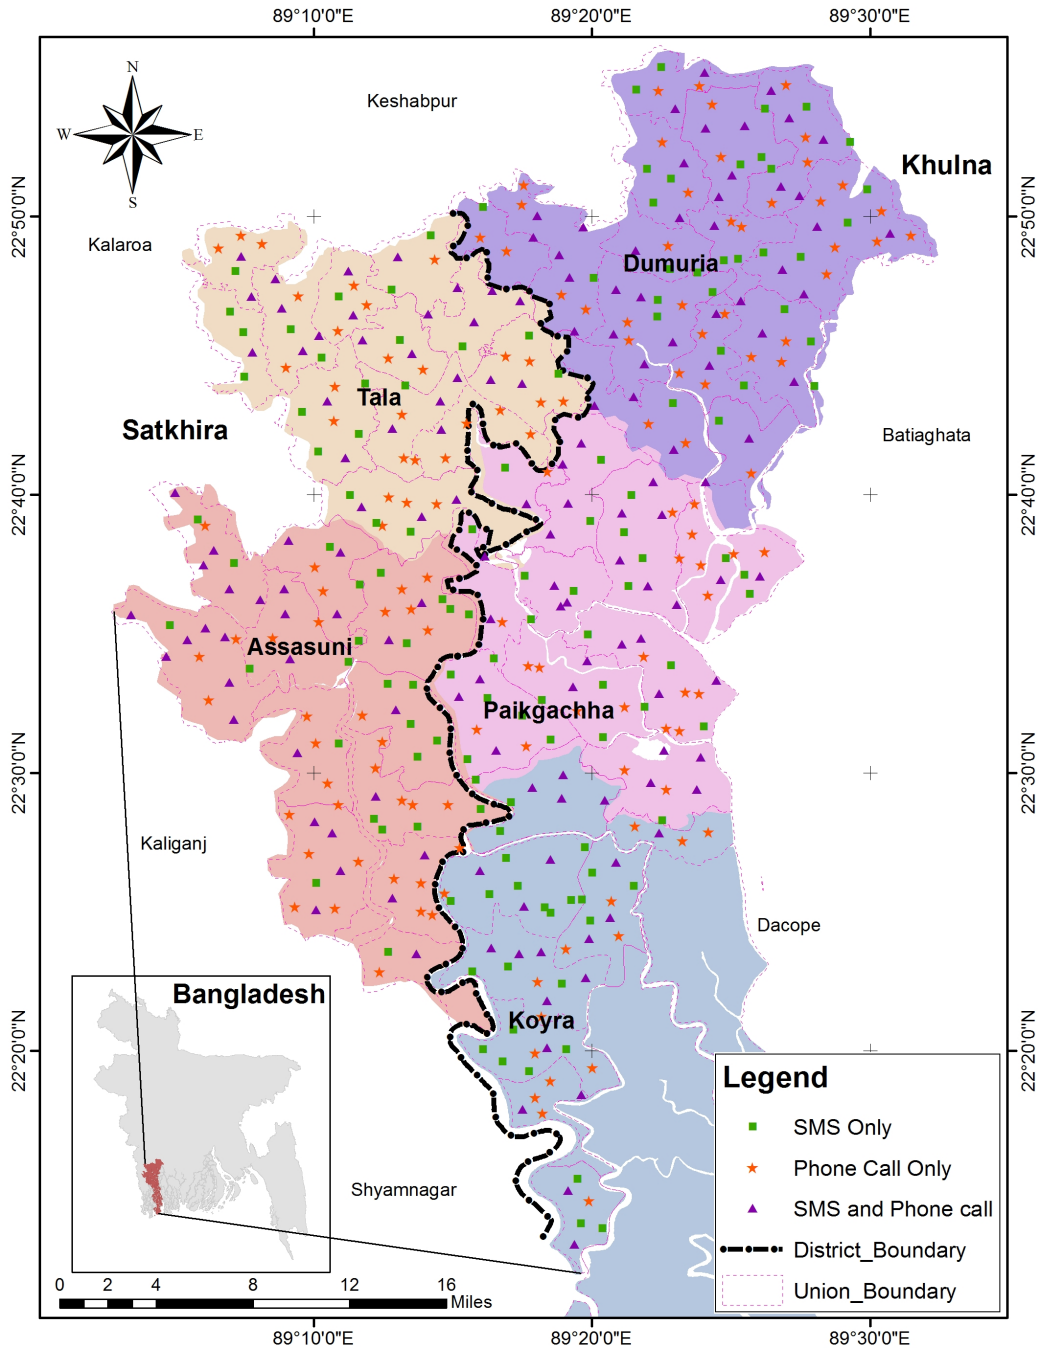 89°10'0"E
89°20'0"E
89°30'0"E
N
W
E
S
Keshabpur
Khulna
22°50'0"N
22°50'0"N
Kalaroa
Dumuria
Tala
Satkhira
Batiaghata
22°40'0"N
22°40'0"N
Assasuni
Paikgachha
22°30'0"N
22°30'0"N
Kaliganj
Dacope
Bangladesh
Koyra
22°20'0"N
22°20'0"N
Legend
SMS Only
Phone Call Only
SMS and Phone call
District_Boundary
Union_Boundary
Shyamnagar
0 2 4 8 12 16
Miles
89°10'0"E
89°20'0"E
89°30'0"E